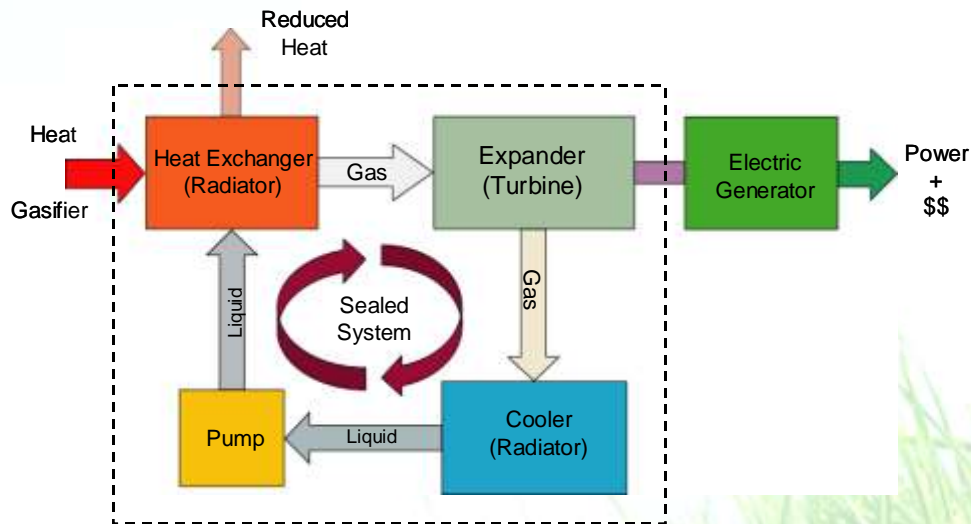 Reduced
Heat
Heat
Gasifier
Heat Exchanger
(Radiator)
Gas
Expander
(Turbine)
Electric
Generator
Power
+
$$
Liquid
Sealed
System
Gas
Pump
Liquid
Cooler
(Radiator)